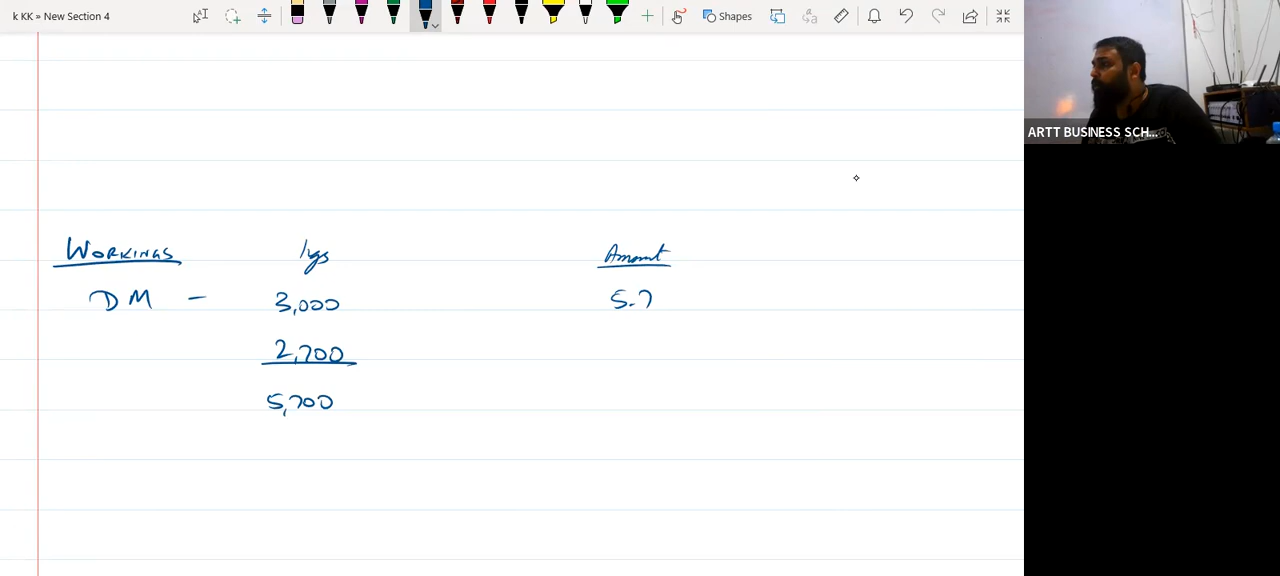 k KK » New Section 4
Shapes
ARTT BUSINESS SCH...
WORKINGS kgs Amount
DM - 3,000 5.7
2,700
5,700